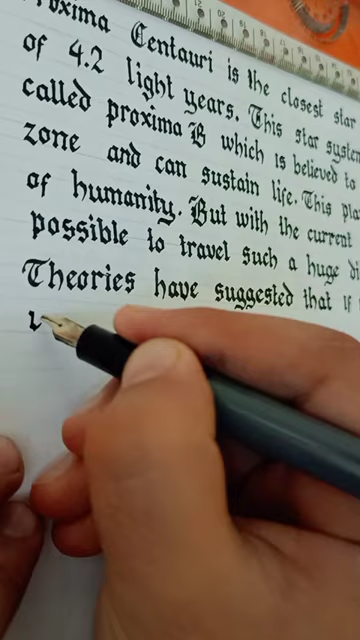 roxima Centauri is the closest star
of 4.2 light years. This star system
called proxima B which is believed to
zone and can sustain life. This pla
of humanity. But with the current
possible to travel such a huge di
Theories have suggested that if